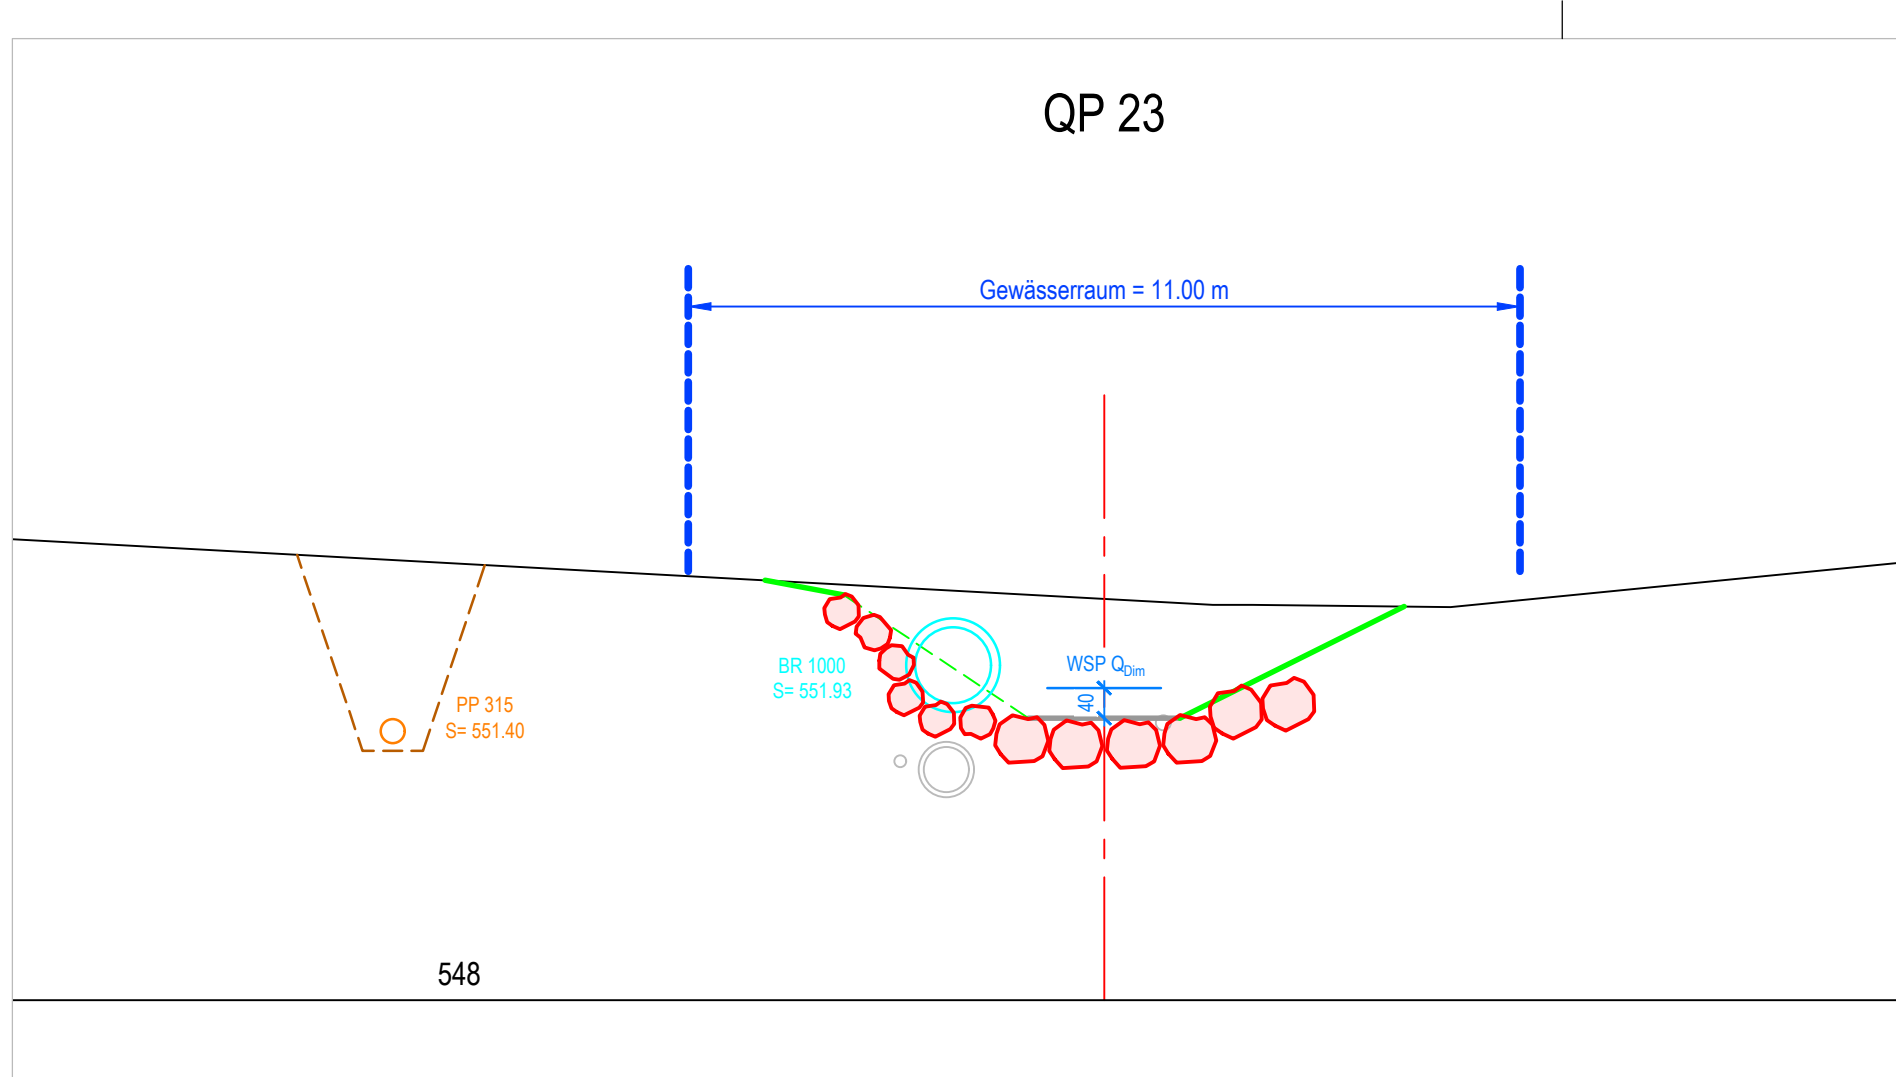 QP 23
Gewässerraum = 11.00 m
BR 1000
S= 551.93
WSP QDim
40
PP 315
S= 551.40
548